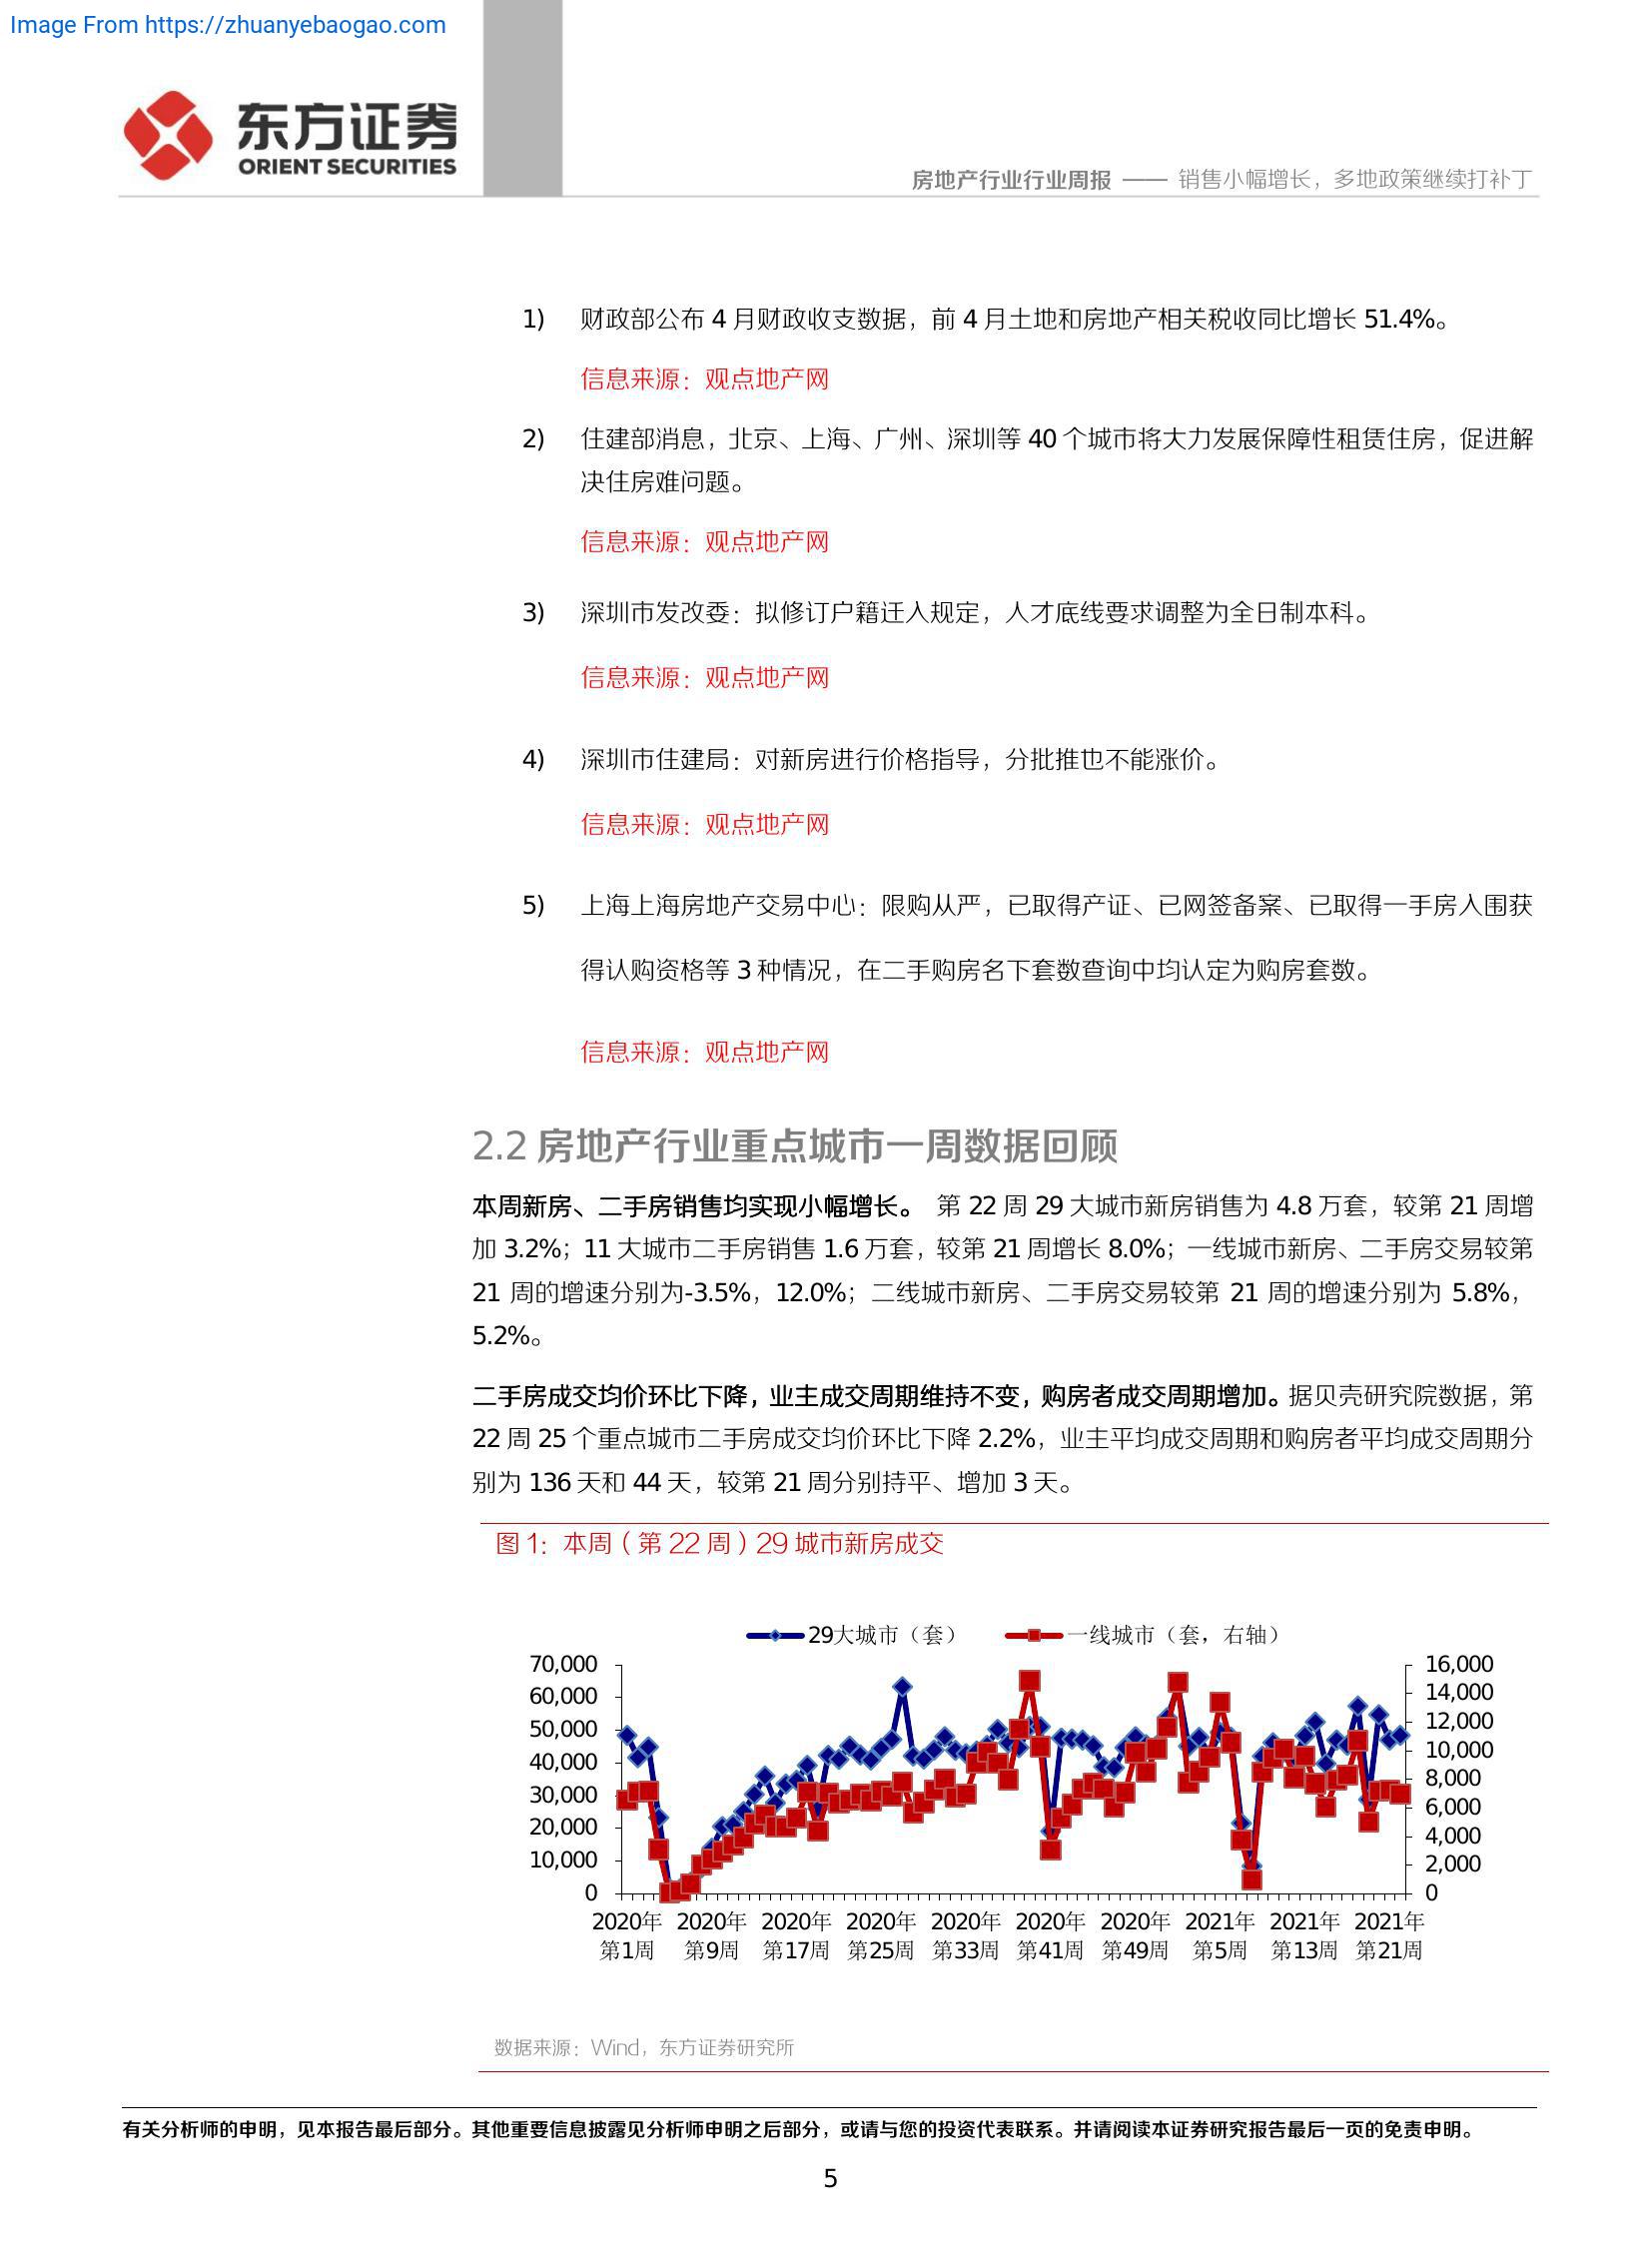 Image From https://zhuanyebaogao.com
东方证券
ORIENT SECURITIES
房地产行业行业周报 —— 销售小幅增长，多地政策继续打补丁
1) 财政部公布 4 月财政收支数据，前 4 月土地和房地产相关税收同比增长 51.4%。
信息来源：观点地产网
2) 住建部消息，北京、上海、广州、深圳等 40 个城市将大力发展保障性租赁住房，促进解
决住房难问题。
信息来源：观点地产网
3) 深圳市发改委：拟修订户籍迁入规定，人才底线要求调整为全日制本科。
信息来源：观点地产网
4) 深圳市住建局：对新房进行价格指导，分批推也不能涨价。
信息来源：观点地产网
5) 上海上海房地产交易中心：限购从严，已取得产证、已网签备案、已取得一手房入围获
得认购资格等 3 种情况，在二手购房名下套数查询中均认定为购房套数。
信息来源：观点地产网
2.2 房地产行业重点城市一周数据回顾
本周新房、二手房销售均实现小幅增长。 第 22 周 29 大城市新房销售为 4.8 万套，较第 21 周增
加 3.2%；11 大城市二手房销售 1.6 万套，较第 21 周增长 8.0%；一线城市新房、二手房交易较第
21 周的增速分别为-3.5%，12.0%；二线城市新房、二手房交易较第 21 周的增速分别为 5.8%，
5.2%。
二手房成交均价环比下降，业主成交周期维持不变，购房者成交周期增加。据贝壳研究院数据，第
22 周 25 个重点城市二手房成交均价环比下降 2.2%，业主平均成交周期和购房者平均成交周期分
别为 136 天和 44 天，较第 21 周分别持平、增加 3 天。
图 1：本周（第 22 周）29 城市新房成交
29大城市（套） 一线城市（套，右轴）
70,000 16,000
60,000 14,000
50,000 12,000
40,000 10,000
30,000 8,000
20,000 6,000
10,000 4,000
0 2,000
0
2020年 2020年 2020年 2020年 2020年 2020年 2020年 2021年 2021年 2021年
第1周 第9周 第17周 第25周 第33周 第41周 第49周 第5周 第13周 第21周
数据来源：Wind，东方证券研究所
有关分析师的申明，见本报告最后部分。其他重要信息披露见分析师申明之后部分，或请与您的投资代表联系。并请阅读本证券研究报告最后一页的免责申明。
5